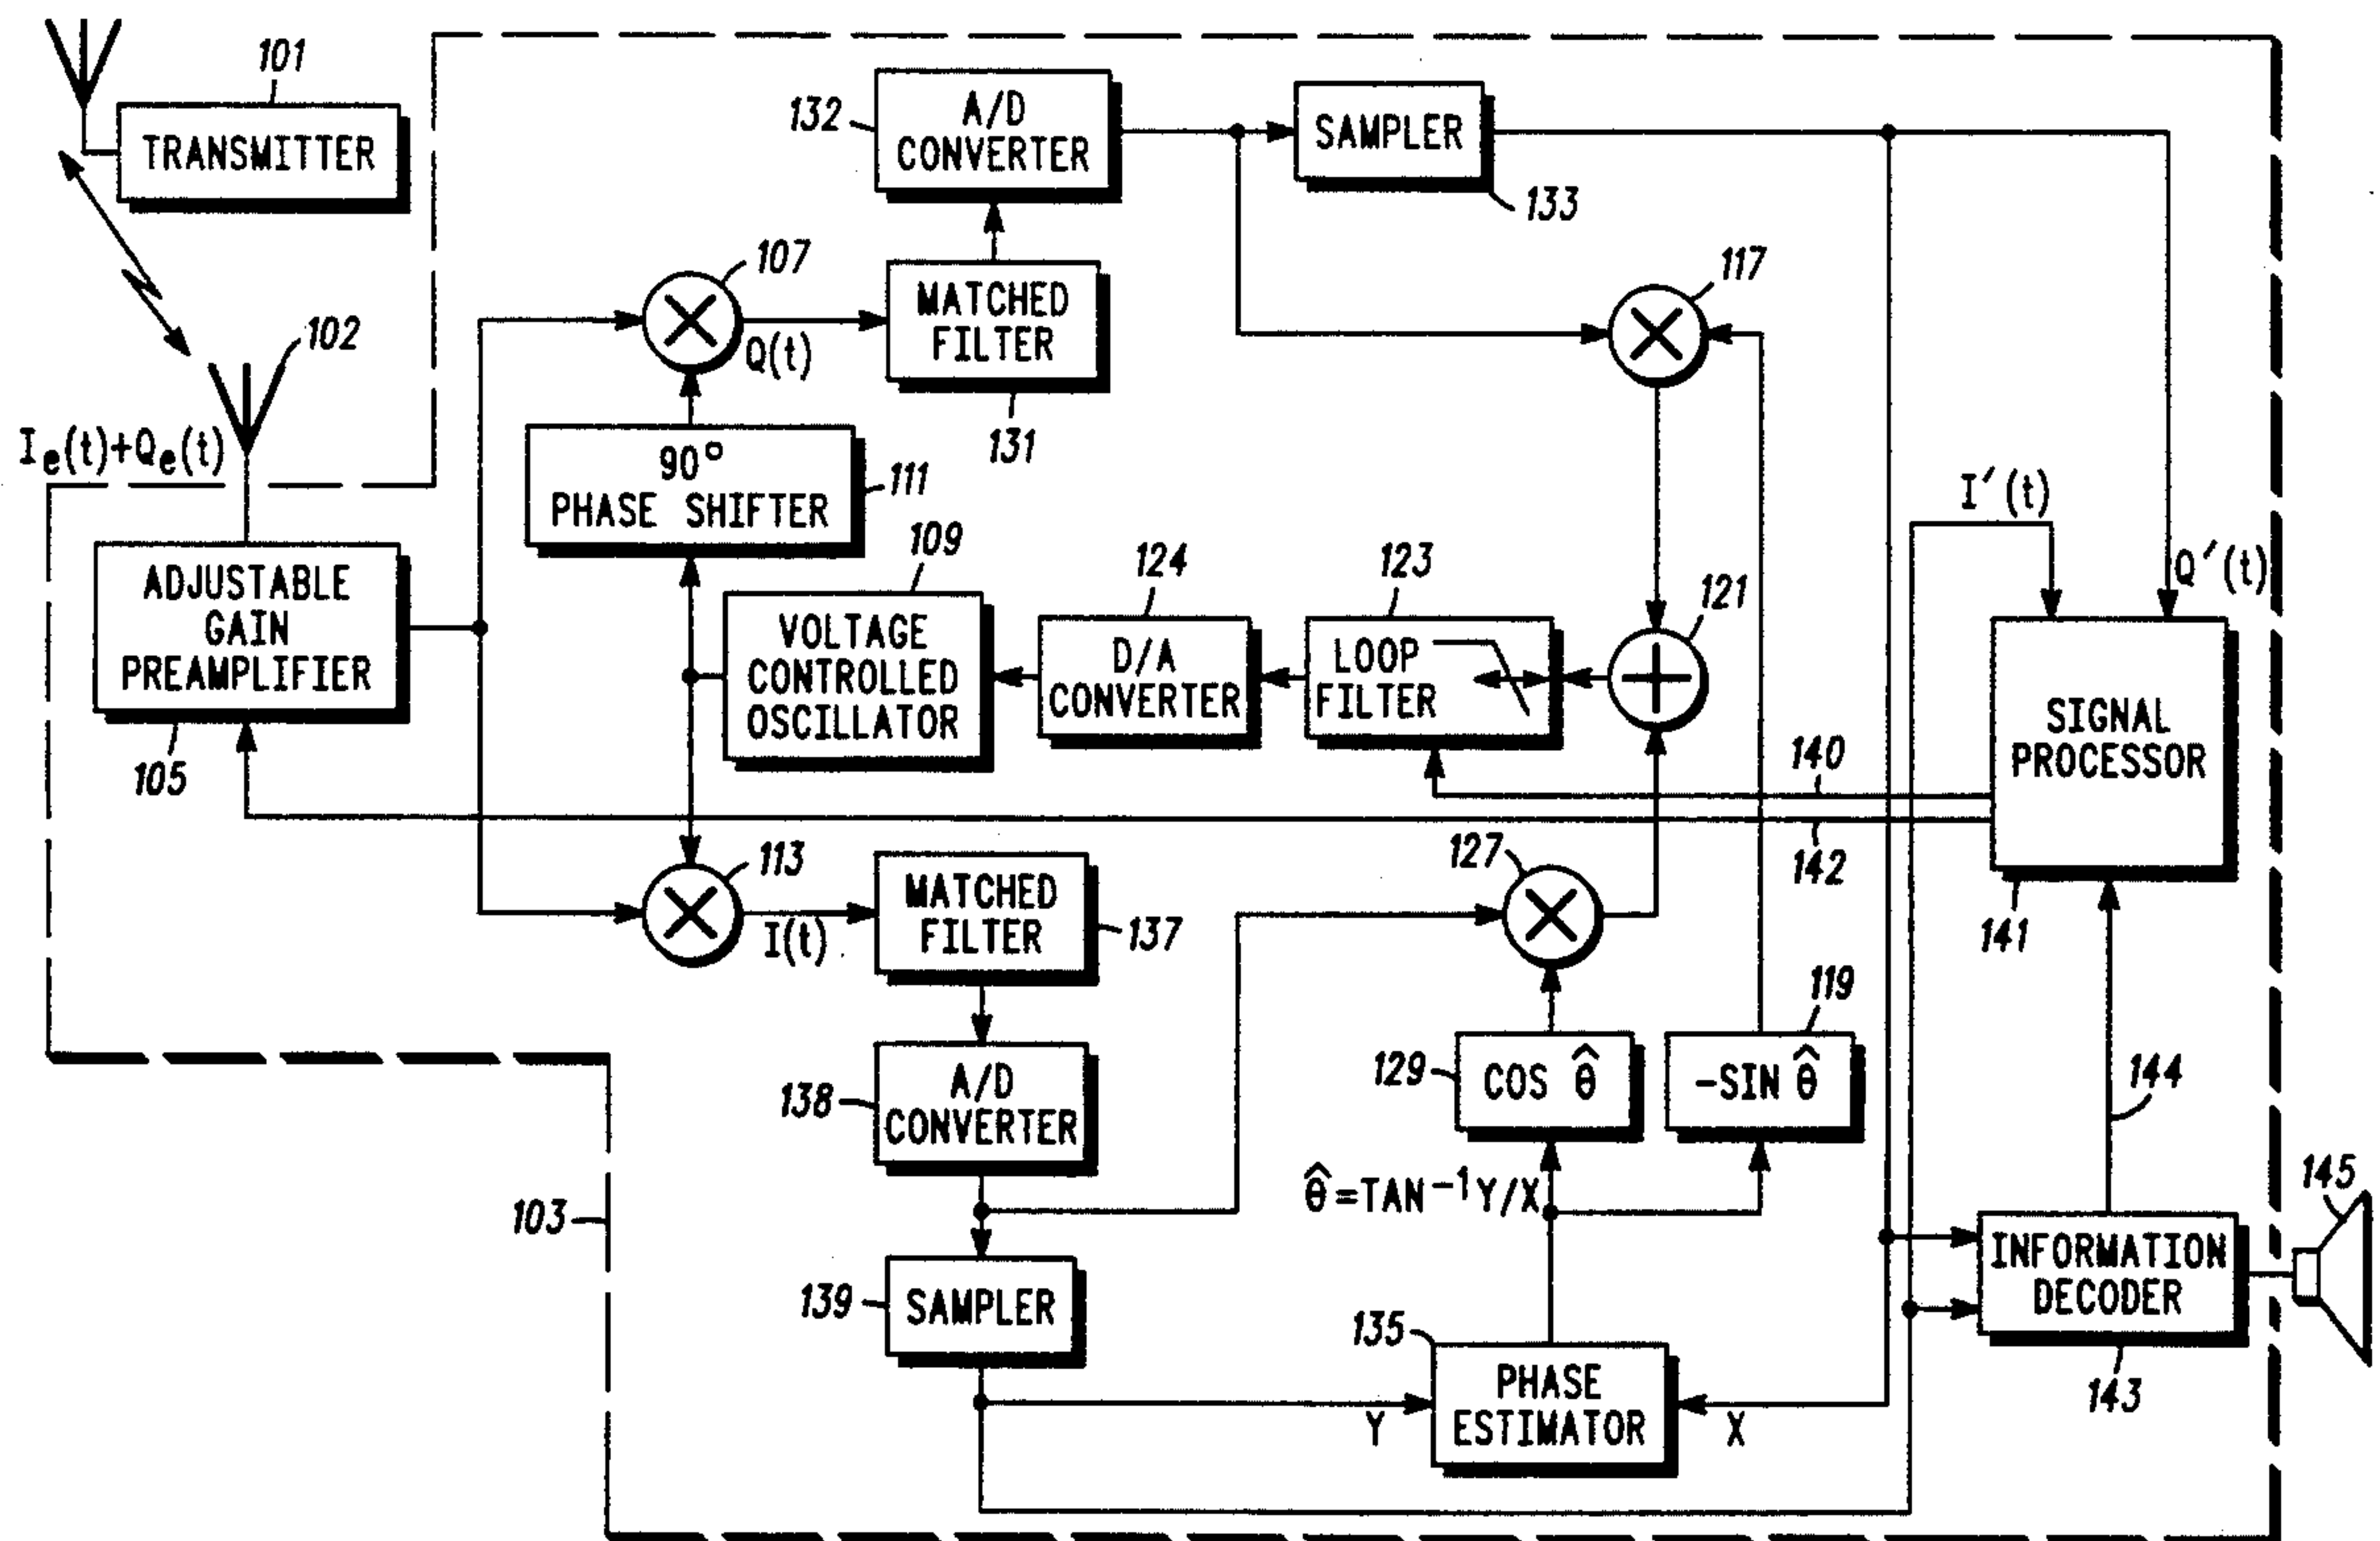 101
TRANSMITTER
102
I_e(t)+Q_e(t)
ADJUSTABLE
GAIN
PREAMPLIFIER
105
107
Q(t)
90°
PHASE SHIFTER
111
132
A/D
CONVERTER
MATCHED
FILTER
131
SAMPLER
133
117
109
VOLTAGE
CONTROLLED
OSCILLATOR
124
D/A
CONVERTER
123
LOOP
FILTER
121
I′(t)
Q′(t)
SIGNAL
PROCESSOR
141
140
142
113
I(t)
MATCHED
FILTER
137
127
138
A/D
CONVERTER
129
COS θ̂
119
-SIN θ̂
θ̂=TAN⁻¹Y/X
144
103
139
SAMPLER
135
PHASE
ESTIMATOR
Y
X
INFORMATION
DECODER
143
145